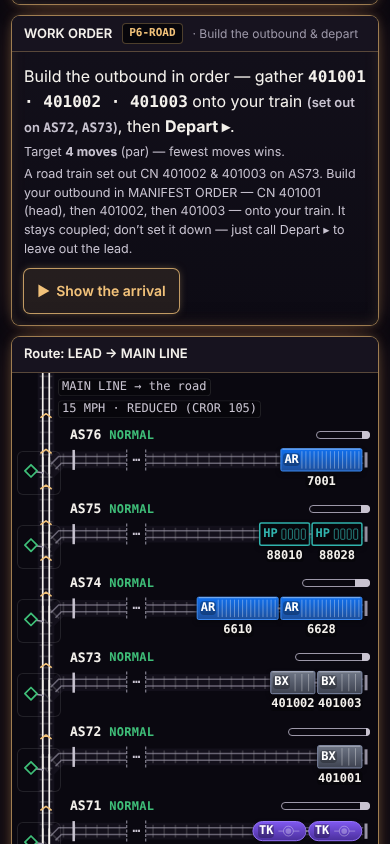 WORK ORDER P6-ROAD · Build the outbound & depart
Build the outbound in order — gather 401001
· 401002 · 401003 onto your train (set out
on AS72, AS73), then Depart ▸.
Target 4 moves (par) — fewest moves wins.
A road train set out CN 401002 & 401003 on AS73. Build
your outbound in MANIFEST ORDER — CN 401001
(head), then 401002, then 401003 — onto your train. It
stays coupled; don't set it down — just call Depart ▸ to
leave out the lead.
▶ Show the arrival
Route: LEAD → MAIN LINE
MAIN LINE → the road
15 MPH · REDUCED (CROR 105)
AS76 NORMAL
AR
7001
AS75 NORMAL
HP HP
88010 88028
AS74 NORMAL
AR AR
6610 6628
AS73 NORMAL
BX BX
401002 401003
AS72 NORMAL
BX
401001
AS71 NORMAL
TK TK